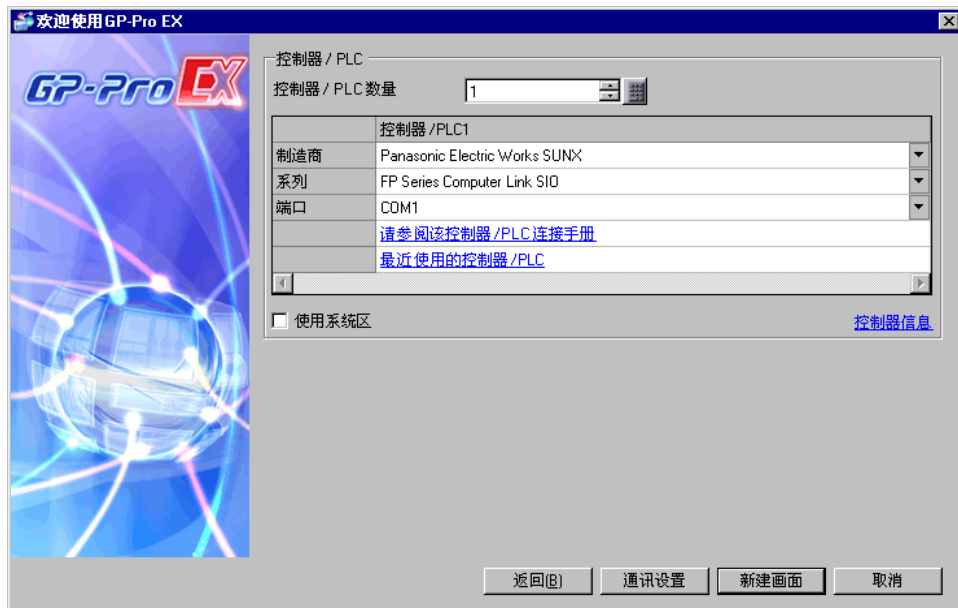 欢迎使用GP-Pro EX
GP-Pro EX
控制器 / PLC
控制器 / PLC 数量 1
控制器 /PLC1
制造商 Panasonic Electric Works SUNX
系列 FP Series Computer Link SIO
端口 COM1
请参阅该控制器 /PLC连接手册
最近使用的控制器 /PLC
使用系统区 控制器信息
返回(B) 通讯设置 新建画面 取消